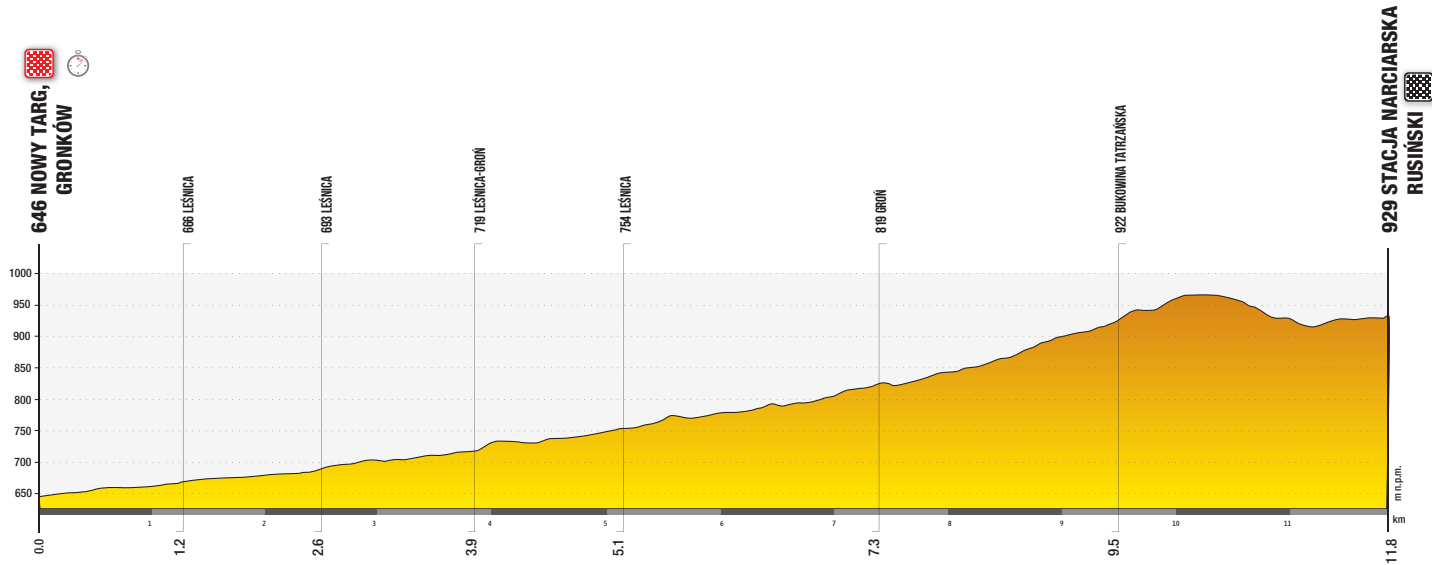 646 NOWY TARG,
GRONKÓW
666 LEŚNICA
693 LEŚNICA
719 LEŚNICA-GROŃ
754 LEŚNICA
819 GROŃ
922 BUKOWINA TATRZAŃSKA
929 STACJA NARCIARSKA
RUSIŃSKI
1000
950
900
850
800
750
700
650
m n.p.m.
1 2 3 4 5 6 7 8 9 10 11
km
0.0 1.2 2.6 3.9 5.1 7.3 9.5 11.8